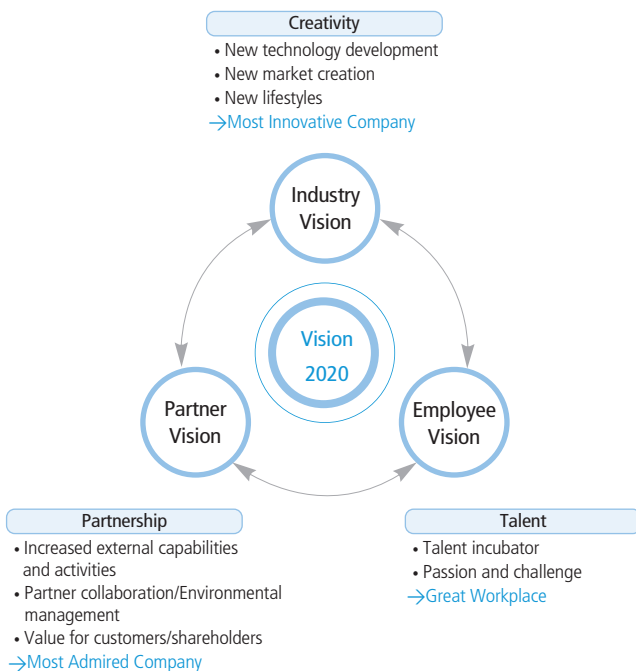 Creativity
• New technology development
• New market creation
• New lifestyles
→Most Innovative Company
Industry
Vision
Vision
2020
Partner
Vision
Employee
Vision
Partnership
• Increased external capabilities
and activities
• Partner collaboration/Environmental
management
• Value for customers/shareholders
→Most Admired Company
Talent
• Talent incubator
• Passion and challenge
→Great Workplace